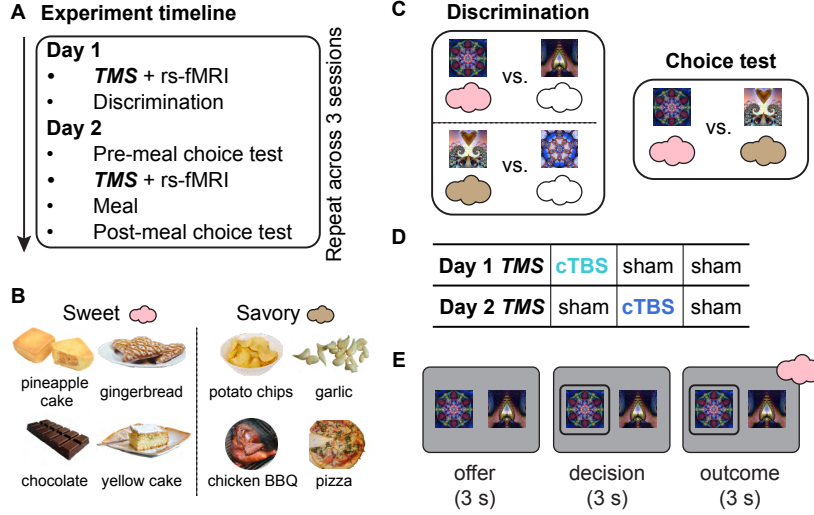 A Experiment timeline
Day 1
• TMS + rs-fMRI
• Discrimination
Day 2
• Pre-meal choice test
• TMS + rs-fMRI
• Meal
• Post-meal choice test
Repeat across 3 sessions
B
Sweet Savory
pineapple cake gingerbread potato chips garlic
chocolate yellow cake chicken BBQ pizza
C
Discrimination
vs.
vs.
Choice test
vs.
D
Day 1 TMS cTBS sham sham
Day 2 TMS sham cTBS sham
E
offer decision outcome
(3 s) (3 s) (3 s)